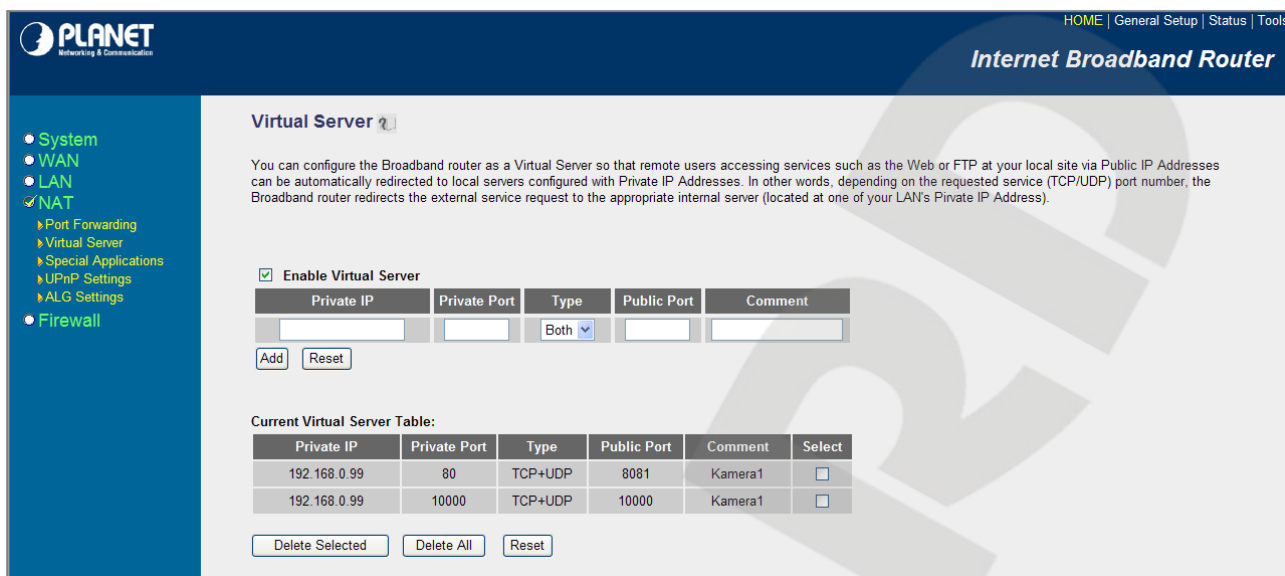 PLANET
Networking & Communication
HOME | General Setup | Status | Tools
Internet Broadband Router
System
WAN
LAN
NAT
Port Forwarding
Virtual Server
Special Applications
UPnP Settings
ALG Settings
Firewall
Virtual Server
You can configure the Broadband router as a Virtual Server so that remote users accessing services such as the Web or FTP at your local site via Public IP Addresses
can be automatically redirected to local servers configured with Private IP Addresses. In other words, depending on the requested service (TCP/UDP) port number, the
Broadband router redirects the external service request to the appropriate internal server (located at one of your LAN's Pivate IP Address).
Enable Virtual Server
Private IP Private Port Type Public Port Comment
Both
Add Reset
Current Virtual Server Table:
Private IP Private Port Type Public Port Comment Select
192.168.0.99 80 TCP+UDP 8081 Kamera1
192.168.0.99 10000 TCP+UDP 10000 Kamera1
Delete Selected Delete All Reset